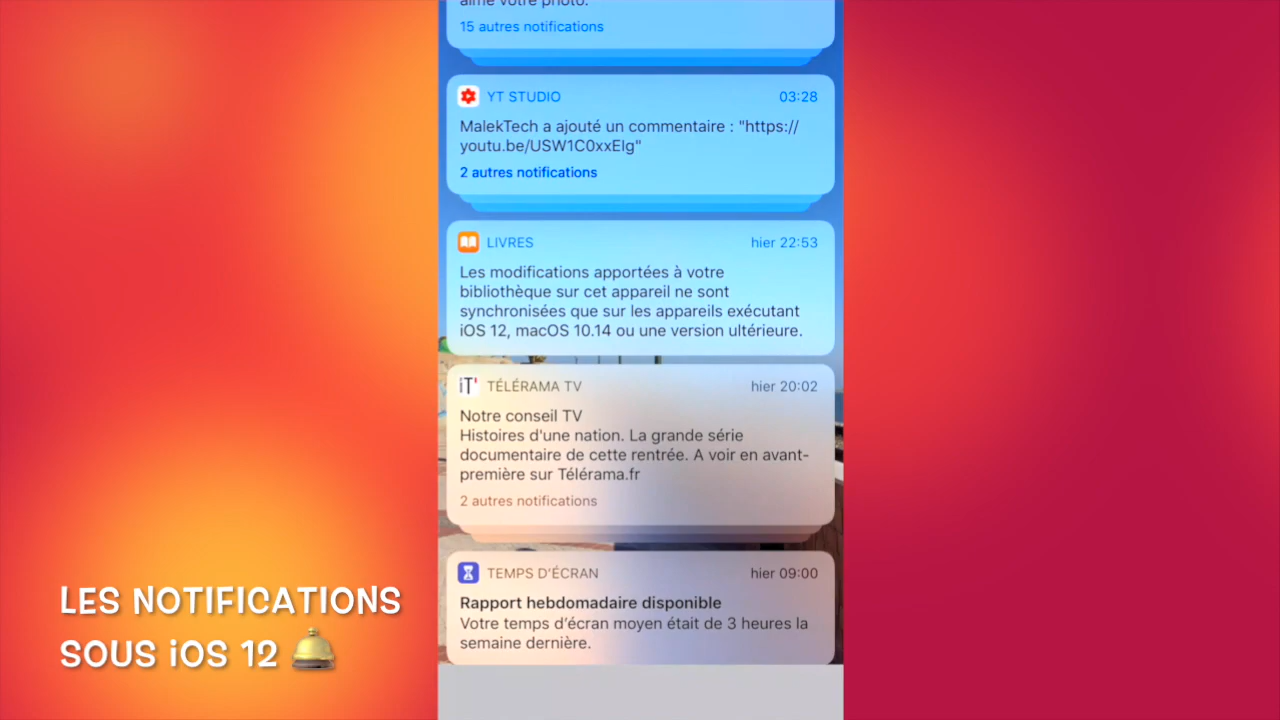 aimé votre photo.
15 autres notifications
YT STUDIO 03:28
MalekTech a ajouté un commentaire : "https://
youtu.be/USW1C0xxElg"
2 autres notifications
LIVRES hier 22:53
Les modifications apportées à votre
bibliothèque sur cet appareil ne sont
synchronisées que sur les appareils exécutant
iOS 12, macOS 10.14 ou une version ultérieure.
iT' TÉLÉRAMA TV hier 20:02
Notre conseil TV
Histoires d'une nation. La grande série
documentaire de cette rentrée. A voir en avant-
première sur Télérama.fr
2 autres notifications
TEMPS D'ÉCRAN hier 09:00
Rapport hebdomadaire disponible
Votre temps d'écran moyen était de 3 heures la
semaine dernière.
LES NOTIFICATIONS
SOUS iOS 12